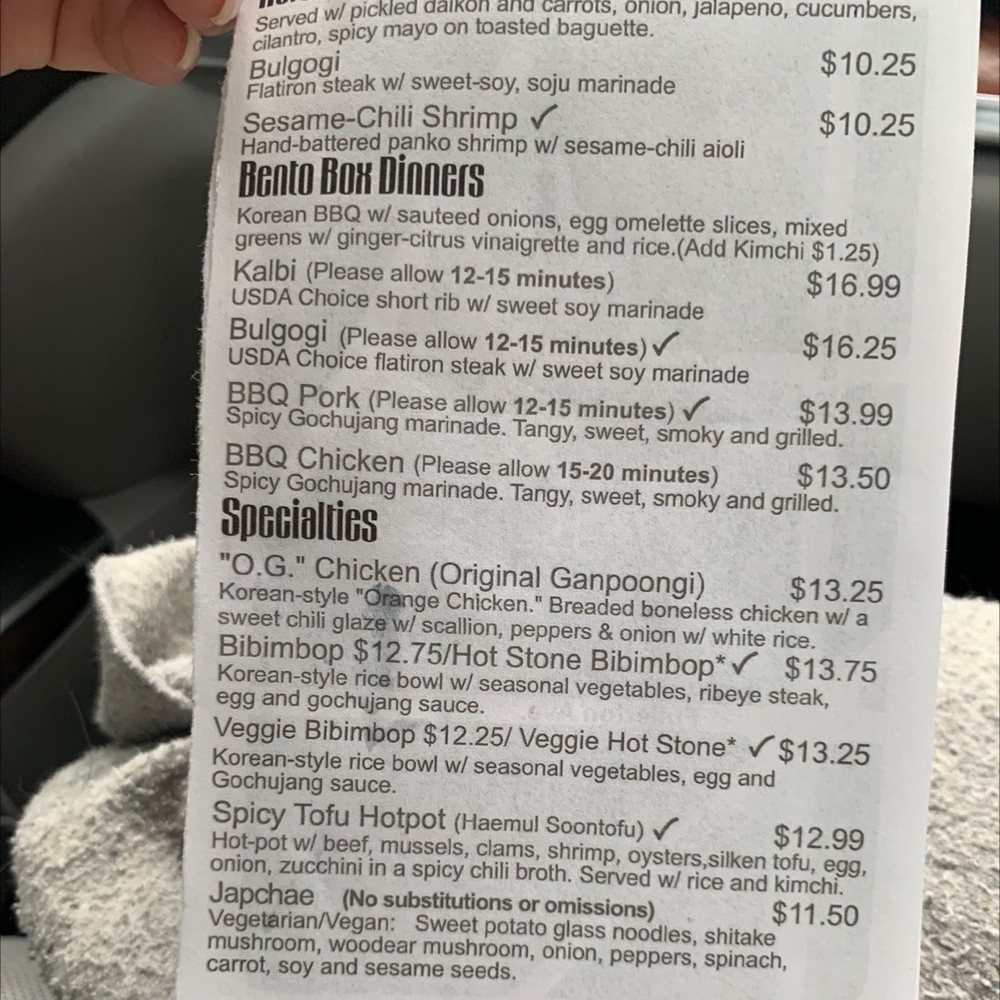 Served w/ pickled daikon and carrots, onion, jalapeno, cucumbers,
cilantro, spicy mayo on toasted baguette.
Bulgogi $10.25
Flatiron steak w/ sweet-soy, soju marinade
Sesame-Chili Shrimp ✓ $10.25
Hand-battered panko shrimp w/ sesame-chili aioli
Bento Box Dinners
Korean BBQ w/ sauteed onions, egg omelette slices, mixed
greens w/ ginger-citrus vinaigrette and rice.(Add Kimchi $1.25)
Kalbi (Please allow 12-15 minutes) $16.99
USDA Choice short rib w/ sweet soy marinade
Bulgogi (Please allow 12-15 minutes) ✓ $16.25
USDA Choice flatiron steak w/ sweet soy marinade
BBQ Pork (Please allow 12-15 minutes) ✓ $13.99
Spicy Gochujang marinade. Tangy, sweet, smoky and grilled.
BBQ Chicken (Please allow 15-20 minutes) $13.50
Spicy Gochujang marinade. Tangy, sweet, smoky and grilled.
Specialties
"O.G." Chicken (Original Ganpoongi) $13.25
Korean-style "Orange Chicken." Breaded boneless chicken w/ a
sweet chili glaze w/ scallion, peppers & onion w/ white rice.
Bibimbop $12.75/Hot Stone Bibimbop* ✓ $13.75
Korean-style rice bowl w/ seasonal vegetables, ribeye steak,
egg and gochujang sauce.
Veggie Bibimbop $12.25/ Veggie Hot Stone* ✓ $13.25
Korean-style rice bowl w/ seasonal vegetables, egg and
Gochujang sauce.
Spicy Tofu Hotpot (Haemul Soontofu) ✓ $12.99
Hot-pot w/ beef, mussels, clams, shrimp, oysters,silken tofu, egg,
onion, zucchini in a spicy chili broth. Served w/ rice and kimchi.
Japchae (No substitutions or omissions) $11.50
Vegetarian/Vegan: Sweet potato glass noodles, shitake
mushroom, woodear mushroom, onion, peppers, spinach,
carrot, soy and sesame seeds.